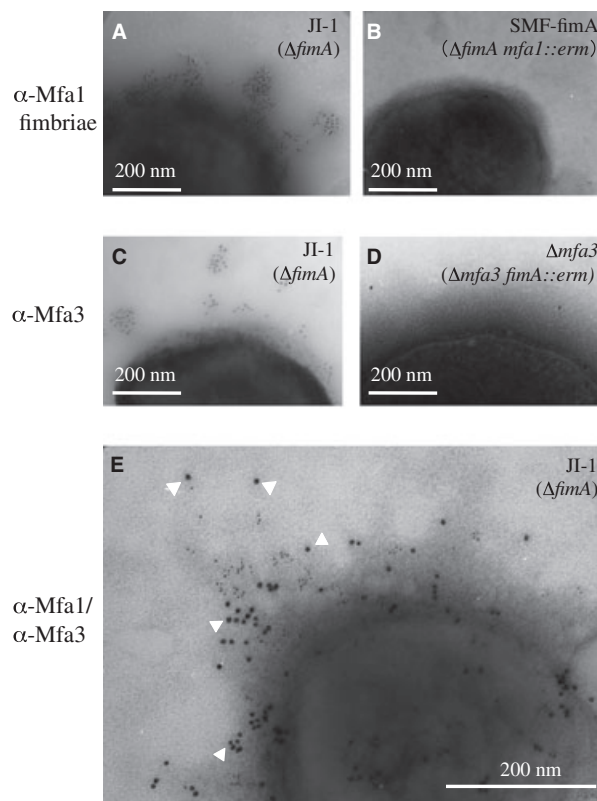 α-Mfa1
fimbriae
A
JI-1
(ΔfimA)
200 nm
B
SMF-fimA
(ΔfimA mfa1::erm)
200 nm
α-Mfa3
C
JI-1
(ΔfimA)
200 nm
D
Δmfa3
(Δmfa3 fimA::erm)
200 nm
α-Mfa1/
α-Mfa3
E
JI-1
(ΔfimA)
200 nm